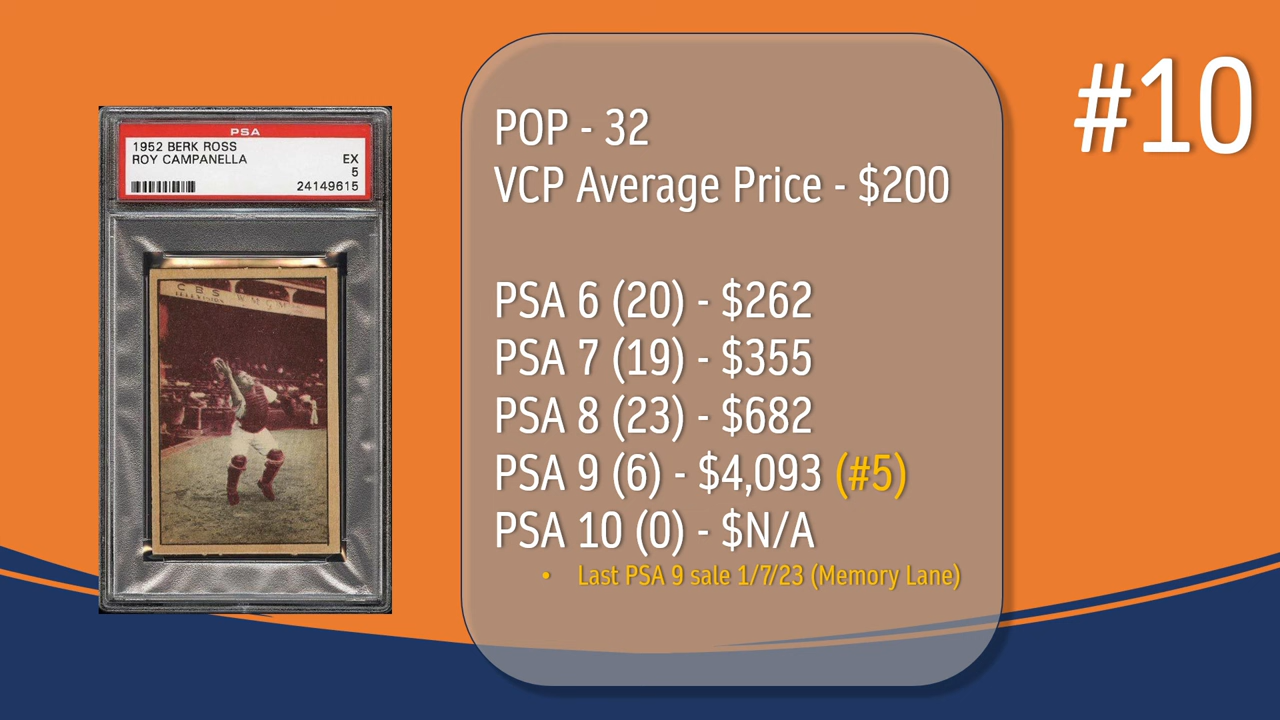 #10
PSA
1952 BERK ROSS
ROY CAMPANELLA EX
5
24149615
CBS
TELEVISION
POP - 32
VCP Average Price - $200
PSA 6 (20) - $262
PSA 7 (19) - $355
PSA 8 (23) - $682
PSA 9 (6) - $4,093 (#5)
PSA 10 (0) - $N/A
• Last PSA 9 sale 1/7/23 (Memory Lane)